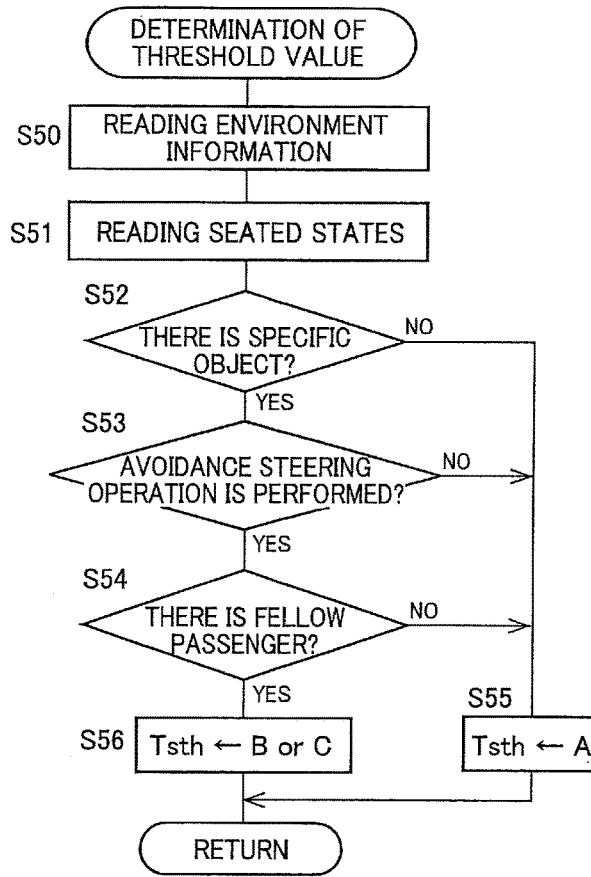 DETERMINATION OF
THRESHOLD VALUE
S50
READING ENVIRONMENT
INFORMATION
S51
READING SEATED STATES
S52
THERE IS SPECIFIC
OBJECT?
NO
YES
S53
AVOIDANCE STEERING
OPERATION IS PERFORMED?
NO
YES
S54
THERE IS FELLOW
PASSENGER?
NO
YES
S55
S56
Tsth ← B or C
Tsth ← A
RETURN